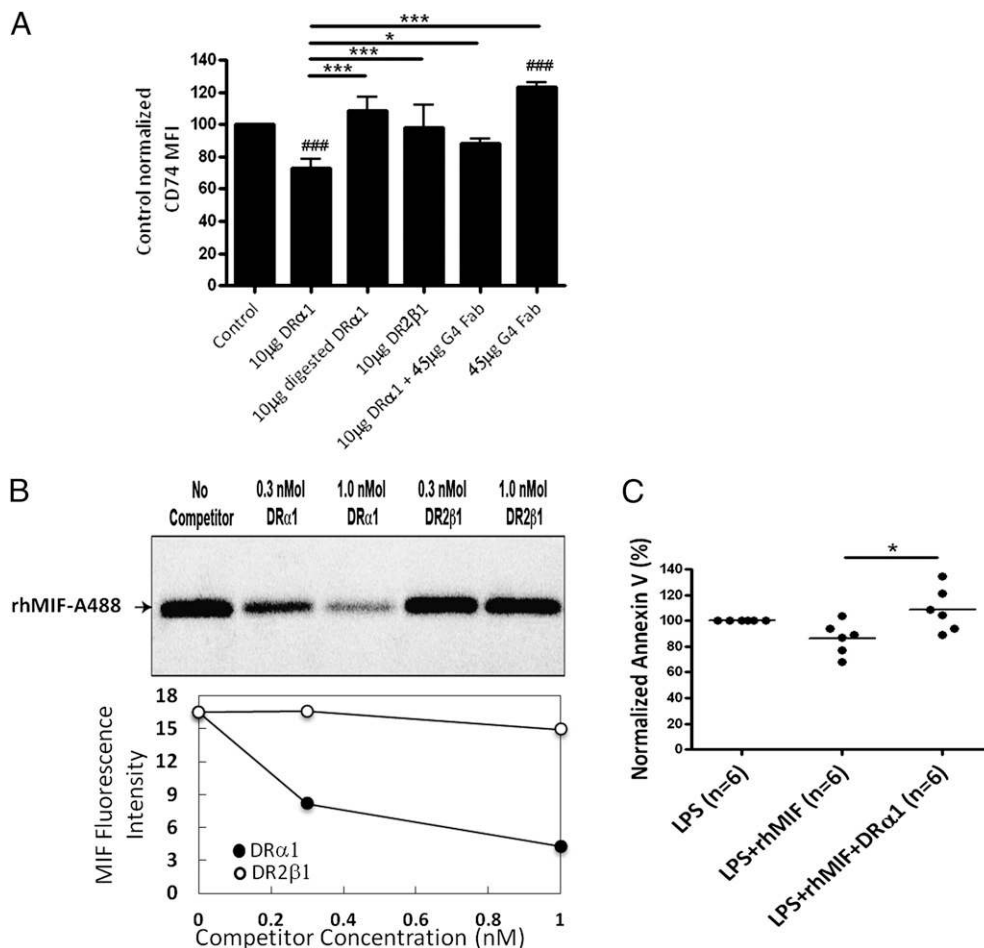 A
***
*
***
***
140
120
100
80
60
40
20
0
Control normalized
CD74 MFI
###
###
Control
10µg DRα1
10µg digested DRα1
10µg DR2β1
10µg DRα1 + 45µg G4 Fab
45µg G4 Fab
B
No
Competitor
0.3 nMol
DRα1
1.0 nMol
DRα1
0.3 nMol
DR2β1
1.0 nMol
DR2β1
rhMIF-A488
18
15
12
9
6
3
0
MIF Fluorescence
Intensity
DRα1
DR2β1
0 0.2 0.4 0.6 0.8 1
Competitor Concentration (nM)
C
*
140
120
100
80
60
40
20
0
Normalized Annexin V (%)
LPS (n=6)
LPS+rhMIF (n=6)
LPS+rhMIF+DRα1 (n=6)